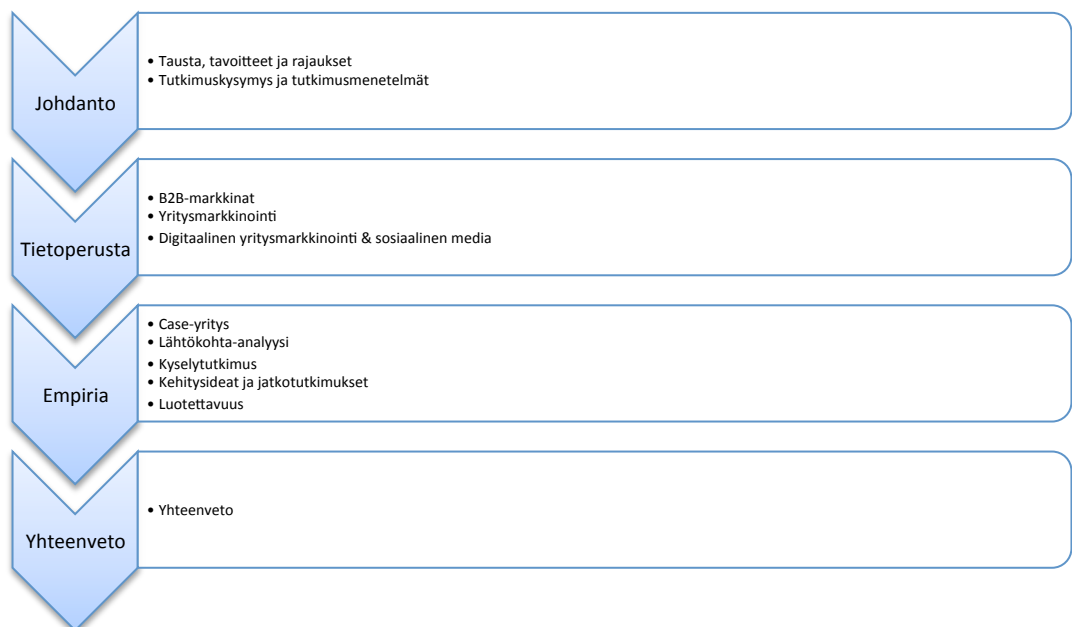 Johdanto
• Tausta, tavoitteet ja rajaukset
• Tutkimuskysymys ja tutkimusmenetelmät
Tietoperusta
• B2B-markkinat
• Yritysmarkkinointi
• Digitaalinen yritysmarkkinointi & sosiaalinen media
Empiria
• Case-yritys
• Lähtökohta-analyysi
• Kyselytutkimus
• Kehitysideat ja jatkotutkimukset
• Luotettavuus
Yhteenveto
• Yhteenveto